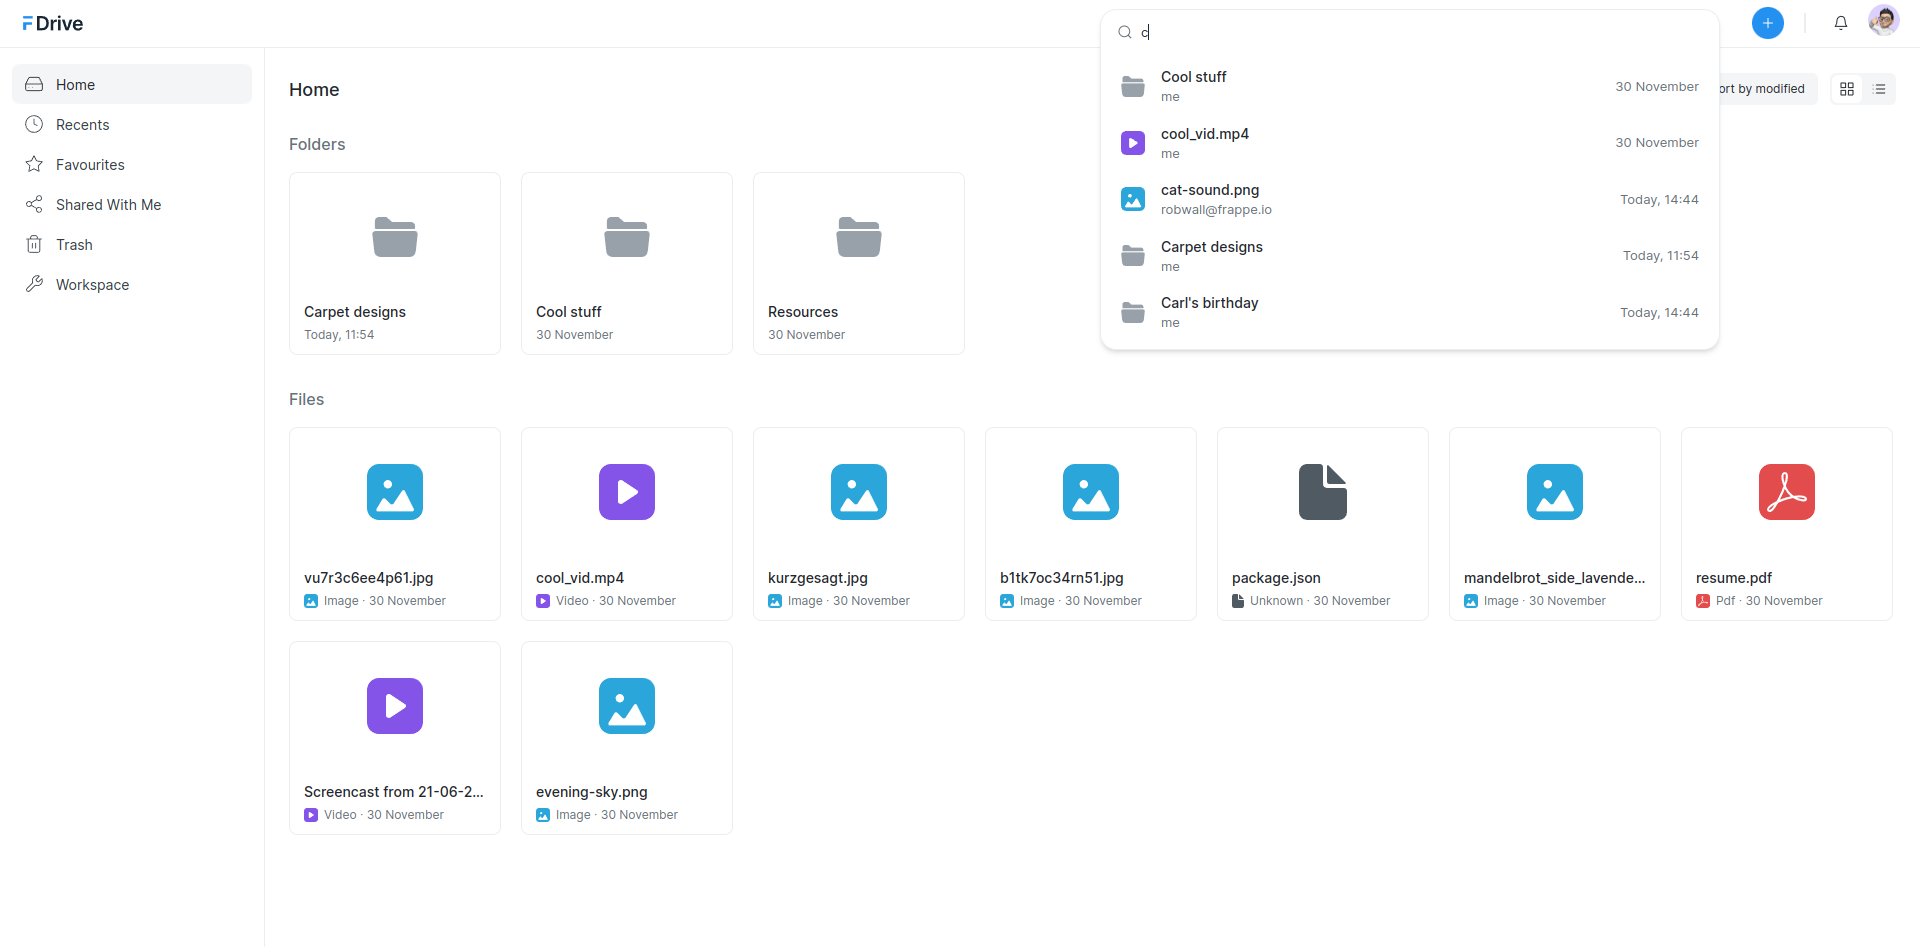 Drive
c
Home
Recents
Favourites
Shared With Me
Trash
Workspace
Home
ort by modified
Cool stuff
me
30 November
cool_vid.mp4
me
30 November
cat-sound.png
robwall@frappe.io
Today, 14:44
Carpet designs
me
Today, 11:54
Carl's birthday
me
Today, 14:44
Folders
Carpet designs
Today, 11:54
Cool stuff
30 November
Resources
30 November
Files
vu7r3c6ee4p61.jpg
Image · 30 November
cool_vid.mp4
Video · 30 November
kurzgesagt.jpg
Image · 30 November
b1tk7oc34rn51.jpg
Image · 30 November
package.json
Unknown · 30 November
mandelbrot_side_lavende...
Image · 30 November
resume.pdf
Pdf · 30 November
Screencast from 21-06-2...
Video · 30 November
evening-sky.png
Image · 30 November